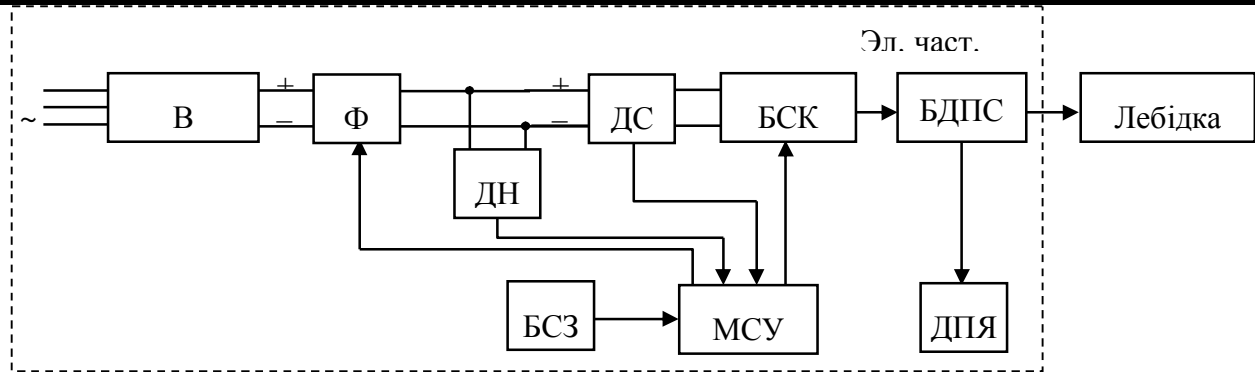 Эл. част.
+ +
~ В Ф ДС БСК БДПС Лебідка
– –
ДН
БСЗ МСУ ДПЯ